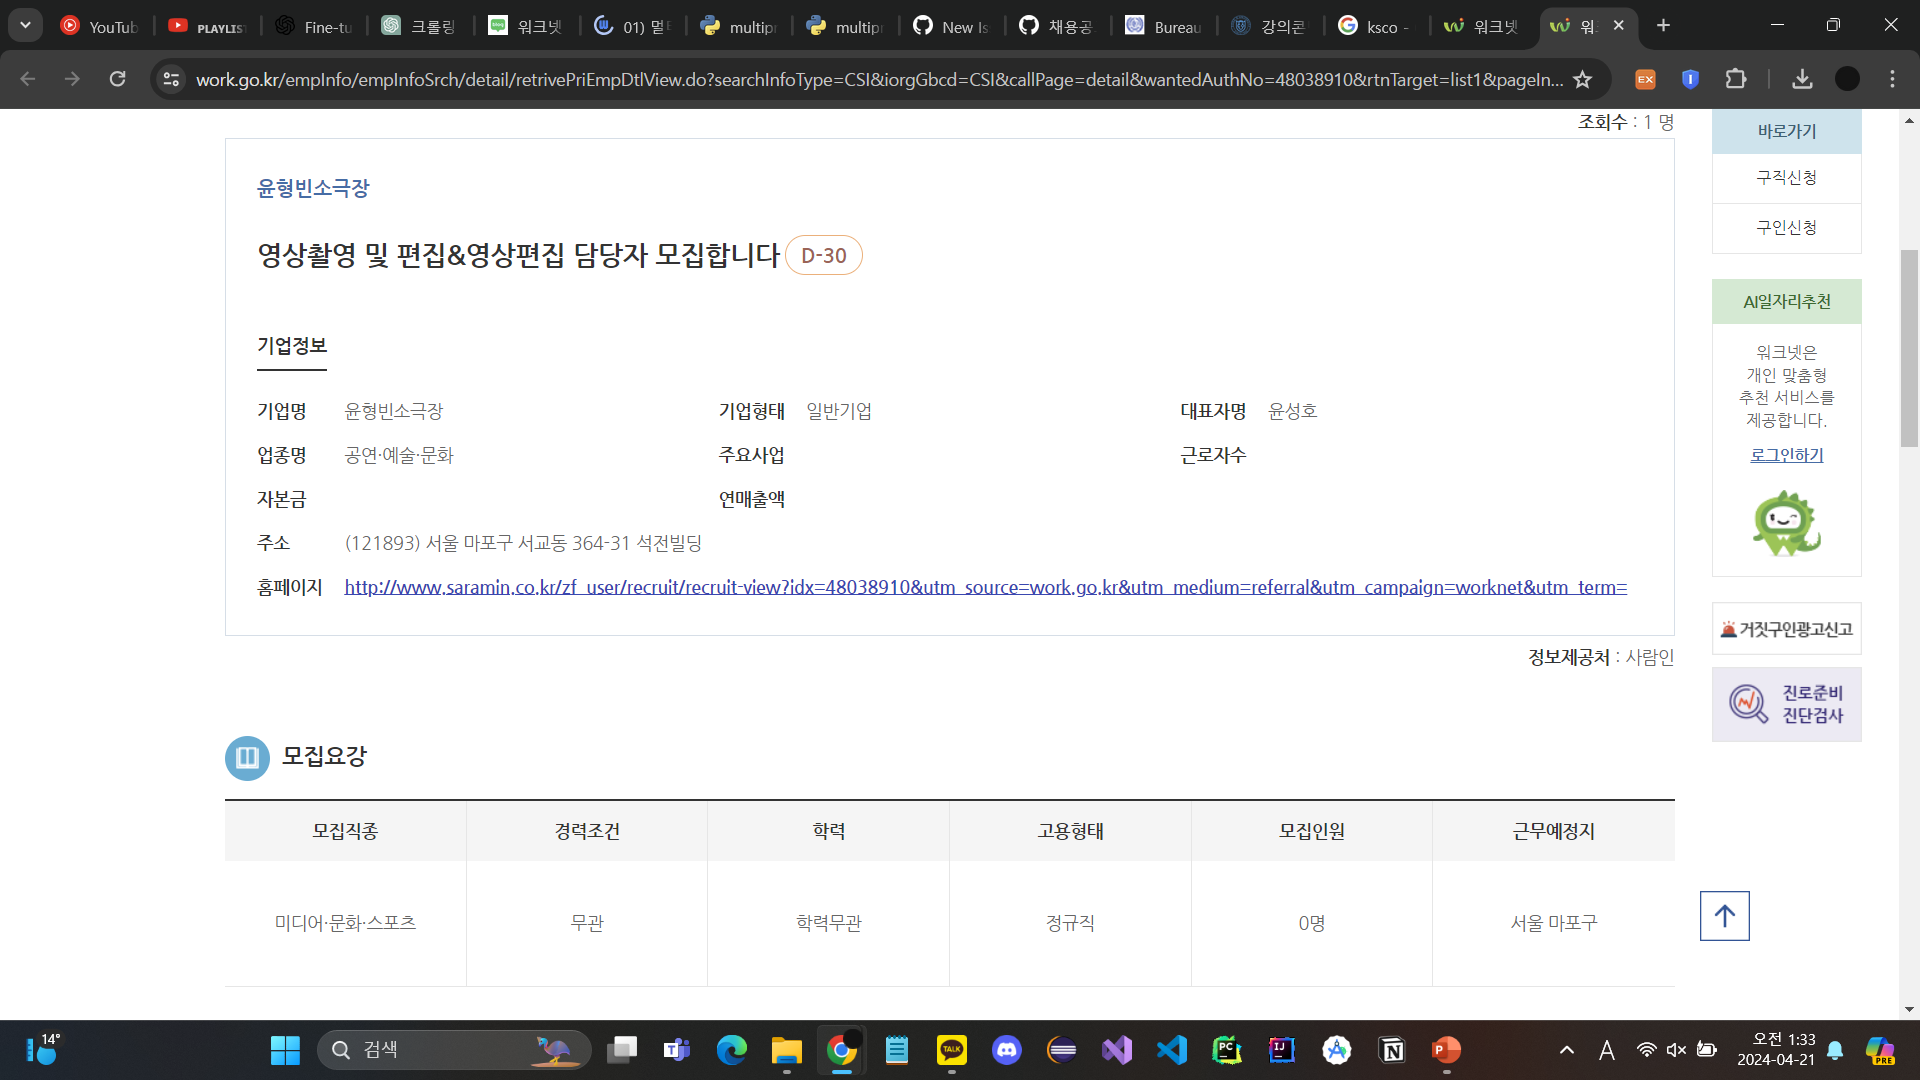 YouTub
PLAYLIS
Fine-tu
크롤링
워크넷
01) 멀
multipr
multipr
New Is
채용공
Bureau
강의콘
ksco -
워크넷
워
work.go.kr/empInfo/empInfoSrch/detail/retrivePriEmpDtlView.do?searchInfoType=CSI&iorgGbcd=CSI&callPage=detail&wantedAuthNo=48038910&rtnTarget=list1&pageIn...
EX
조회수 : 1 명
윤형빈소극장
영상촬영 및 편집&영상편집 담당자 모집합니다 D-30
기업정보
기업명 윤형빈소극장 기업형태 일반기업 대표자명 윤성호
업종명 공연·예술·문화 주요사업 근로자수
자본금 연매출액
주소 (121893) 서울 마포구 서교동 364-31 석전빌딩
홈페이지 http://www.saramin.co.kr/zf_user/recruit/recruit-view?idx=48038910&utm_source=work.go.kr&utm_medium=referral&utm_campaign=worknet&utm_term=
정보제공처 : 사람인
모집요강
모집직종 경력조건 학력 고용형태 모집인원 근무예정지
미디어·문화·스포츠 무관 학력무관 정규직 0명 서울 마포구
바로가기
구직신청
구인신청
AI일자리추천
워크넷은
개인 맞춤형
추천 서비스를
제공합니다.
로그인하기
거짓구인광고신고
진로준비
진단검사
14°
검색
TALK
PC
IJ
A
오전 1:33
2024-04-21
PRE